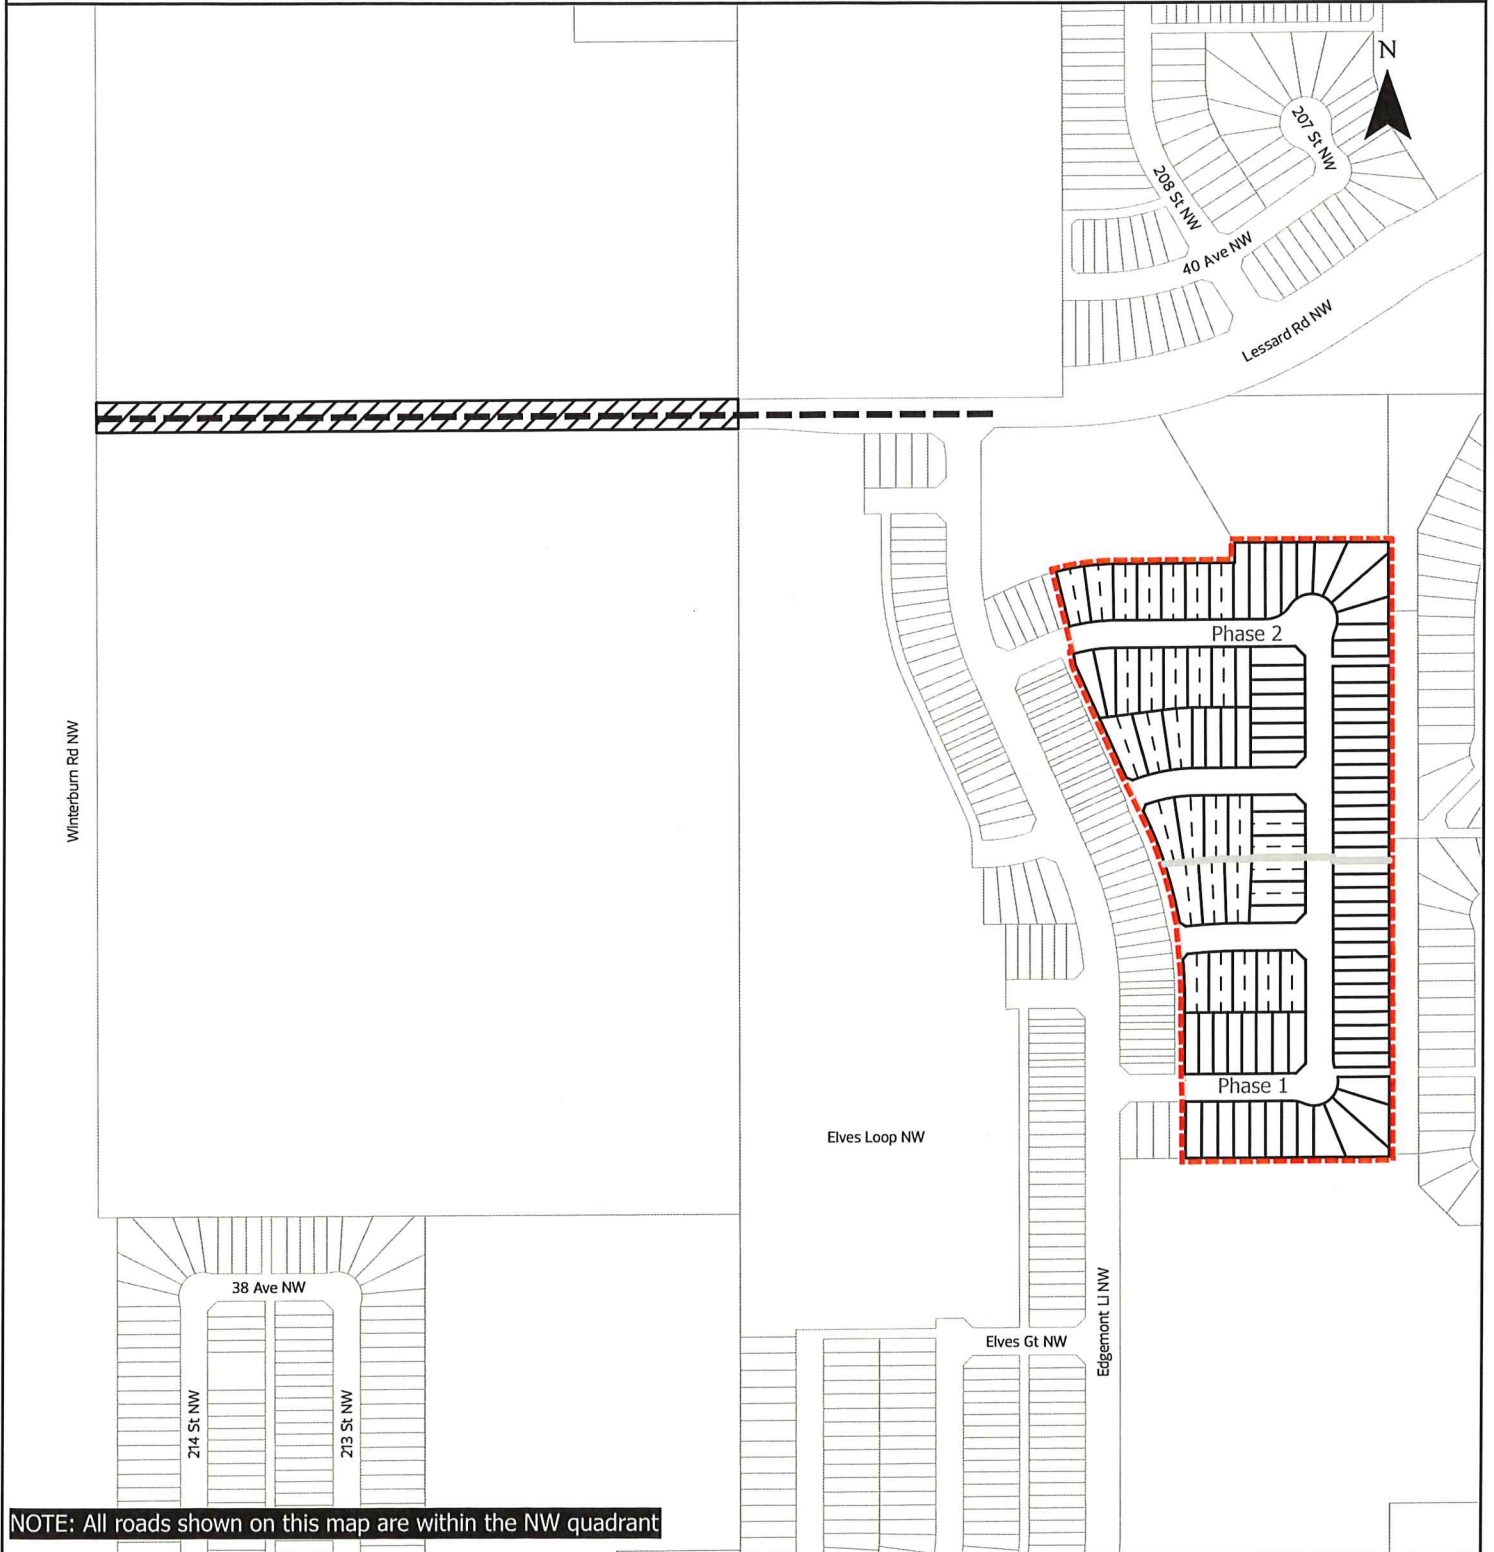 N
207 St NW
208 St NW
40 Ave NW
Lessard Rd NW
Phase 2
Winterburn Rd NW
Phase 1
Elves Loop NW
38 Ave NW
Elves Gt NW
Edgemont Li NW
214 St NW
213 St NW
NOTE: All roads shown on this map are within the NW quadrant